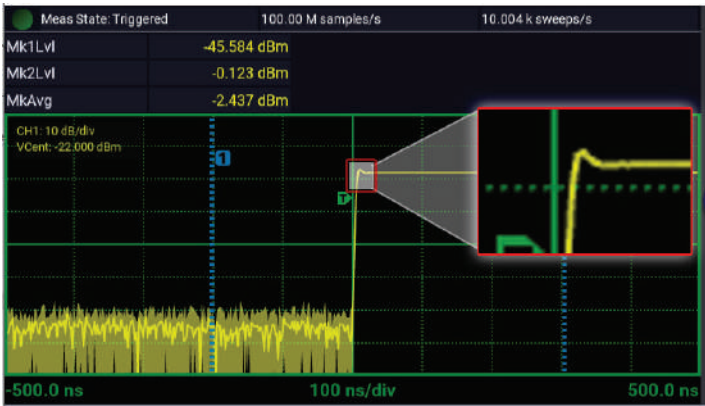 Meas State: Triggered 100.00 M samples/s 10.004 k sweeps/s
Mk1Lvl -45.584 dBm
Mk2Lvl -0.123 dBm
MkAvg -2.437 dBm
CH1: 10 dB/div
VCent: -22.000 dBm
1
T
-500.0 ns 100 ns/div 500.0 ns